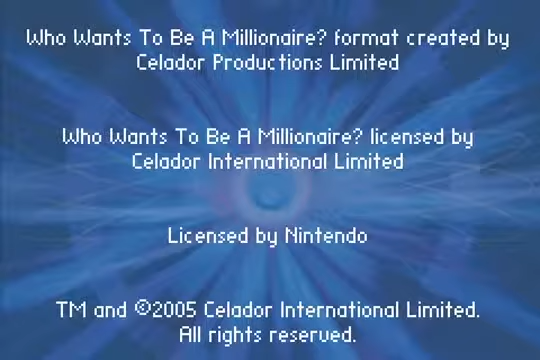 Who Wants To Be A Millionaire? format created by
Celador Productions Limited
Who Wants To Be A Millionaire? licensed by
Celador International Limited
Licensed by Nintendo
TM and ©2005 Celador International Limited.
All rights reserved.